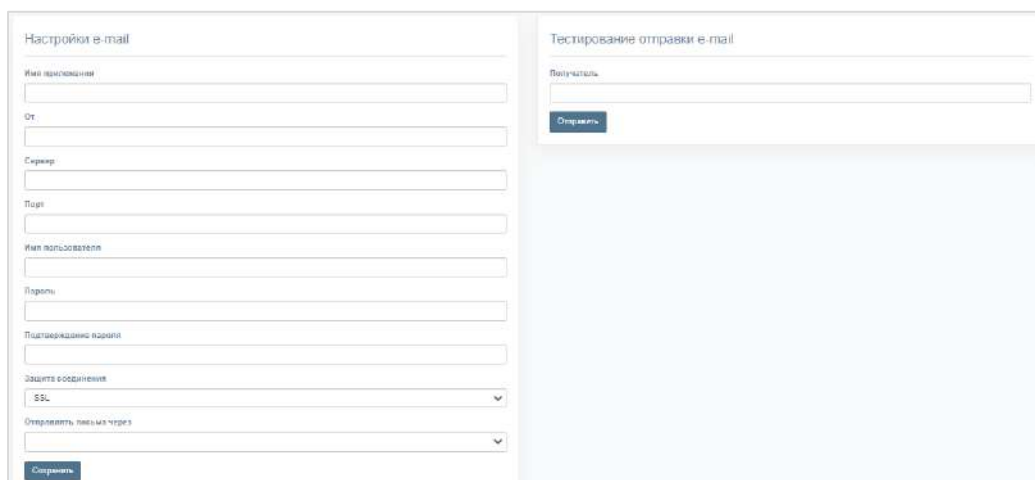 Настройки e-mail
Имя приложения
От
Сервер
Порт
Имя пользователя
Пароль
Подтверждение пароля
Защита соединения
SSL
Отправлять письма через
Сохранить
Тестирование отправки e-mail
Получатель
Отправить